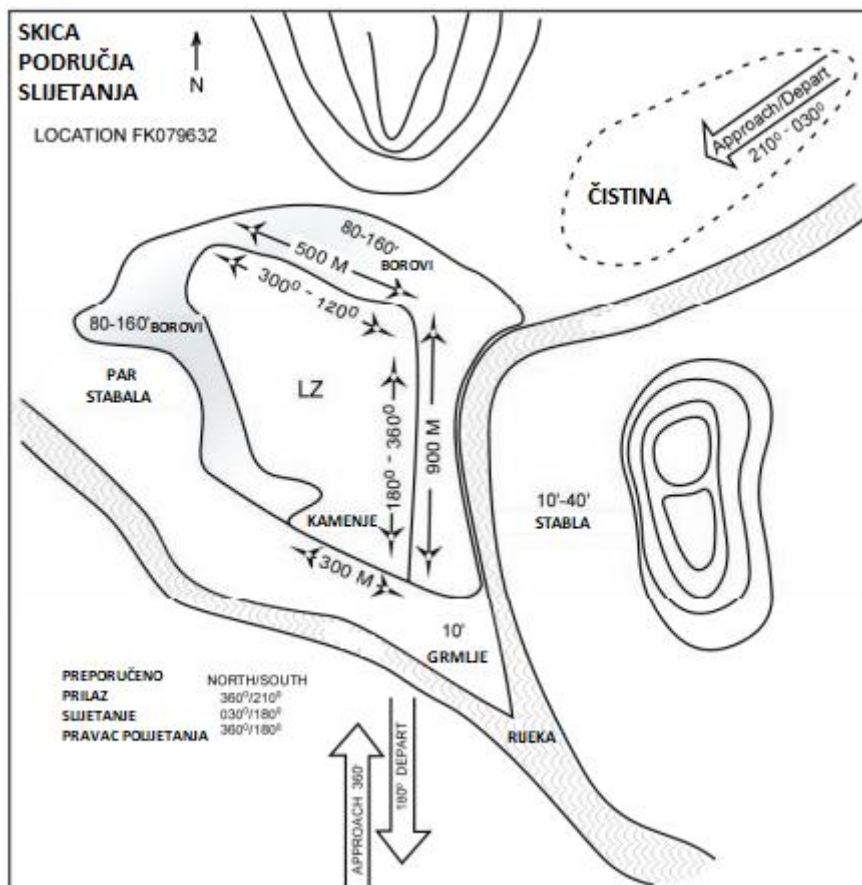 SKICA
PODRUČJA
SLIJETANJA
N
LOCATION FK079632
Approach/Depart
210⁰ - 030⁰
ČISTINA
80-160'
BOROVI
500 M
300⁰ - 120⁰
80-160' BOROVI
PAR
STABALA
LZ
180⁰ - 360⁰
900 M
KAMENJE
300 M
10'-40'
STABLA
10'
GRMLJE
PREPORUČENO NORTH/SOUTH
PRILAZ 360⁰/210⁰
SLIJETANJE 030⁰/180⁰
PRAVAC POLIJETANJA 360⁰/180⁰
RIJEKA
APPROACH 360
180⁰ DEPART